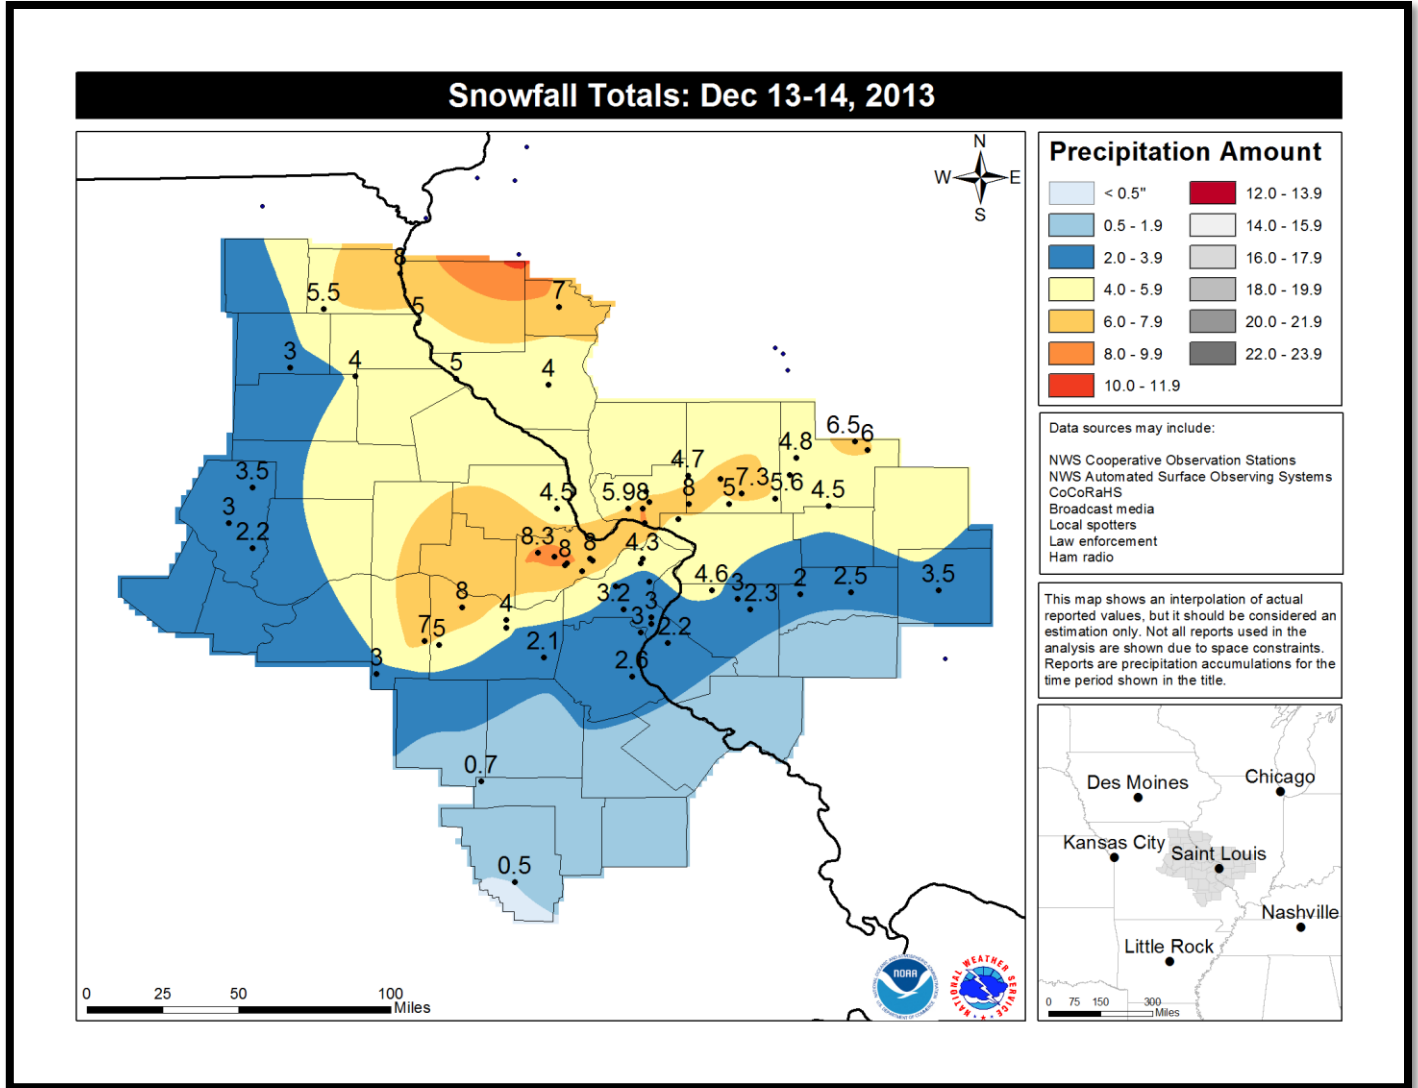 Snowfall Totals: Dec 13-14, 2013
N
W E
S
8
5.5
5
7
3
4
5
4
6.5 6
4.8
4.7
3.5
7.3
5.6
8
5
4.5
4.5
5.98
3
2.2
8.3
8
8
4.3
4.6
3
2.3
2
2.5
3.5
8
3.2
3
4
3
2.2
7
5
2.1
2.6
3
0.7
0.5
0 25 50 100
Miles
NOAA
NATIONAL WEATHER SERVICE
Precipitation Amount
< 0.5"
0.5 - 1.9
2.0 - 3.9
4.0 - 5.9
6.0 - 7.9
8.0 - 9.9
10.0 - 11.9
12.0 - 13.9
14.0 - 15.9
16.0 - 17.9
18.0 - 19.9
20.0 - 21.9
22.0 - 23.9
Data sources may include:
NWS Cooperative Observation Stations
NWS Automated Surface Observing Systems
CoCoRaHS
Broadcast media
Local spotters
Law enforcement
Ham radio
This map shows an interpolation of actual
reported values, but it should be considered an
estimation only. Not all reports used in the
analysis are shown due to space constraints.
Reports are precipitation accumulations for the
time period shown in the title.
Des Moines
Chicago
Kansas City
Saint Louis
Nashville
Little Rock
0 75 150 300
Miles